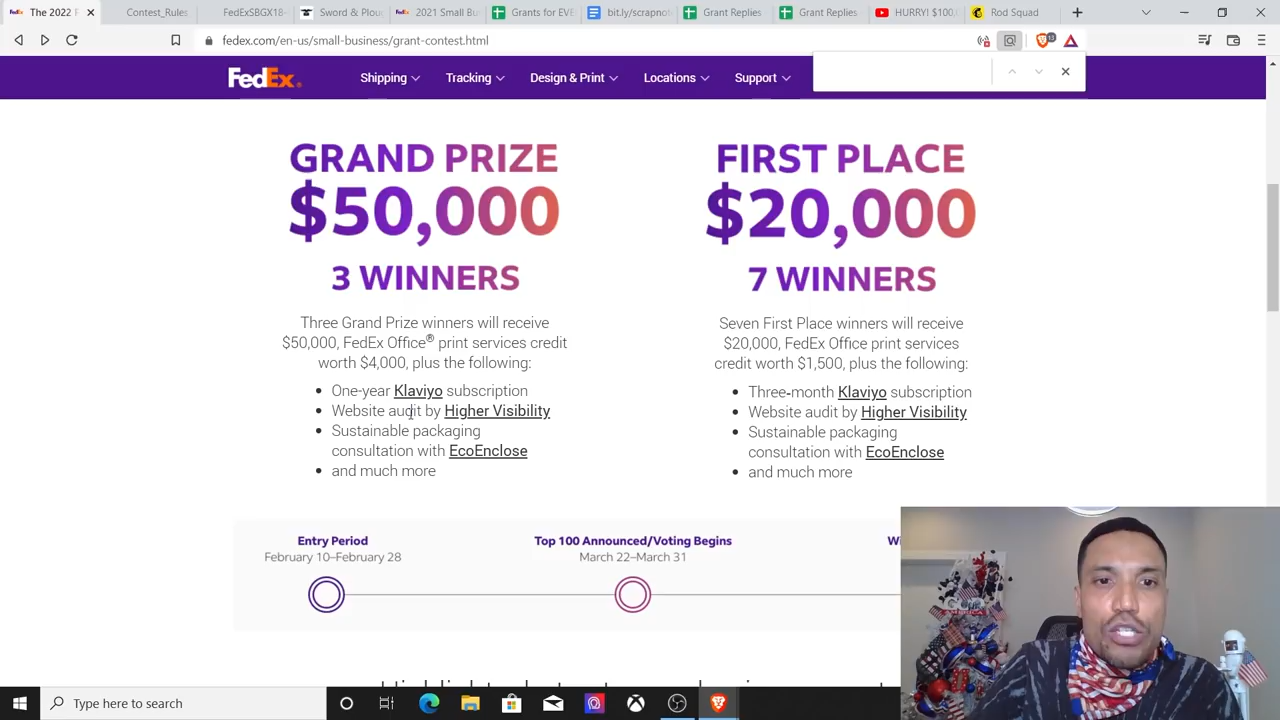 The 2022 F
Contest_Rules
FedExSBGX18-
Sword & Ploug
2021 Small Bus
Grants for EVE
bit.ly/scrapnot
Grant Replies
Grant Replies
HURRY! $100,
Rod Squad
fedex.com/en-us/small-business/grant-contest.html
13
FedEx®
Shipping
Tracking
Design & Print
Locations
Support
GRAND PRIZE
$50,000
3 WINNERS
Three Grand Prize winners will receive
$50,000, FedEx Office® print services credit
worth $4,000, plus the following:
• One-year Klaviyo subscription
• Website audit by Higher Visibility
• Sustainable packaging
consultation with EcoEnclose
• and much more
FIRST PLACE
$20,000
7 WINNERS
Seven First Place winners will receive
$20,000, FedEx Office print services
credit worth $1,500, plus the following:
• Three-month Klaviyo subscription
• Website audit by Higher Visibility
• Sustainable packaging
consultation with EcoEnclose
• and much more
Entry Period
February 10–February 28
Top 100 Announced/Voting Begins
March 22–March 31
Wi
Type here to search